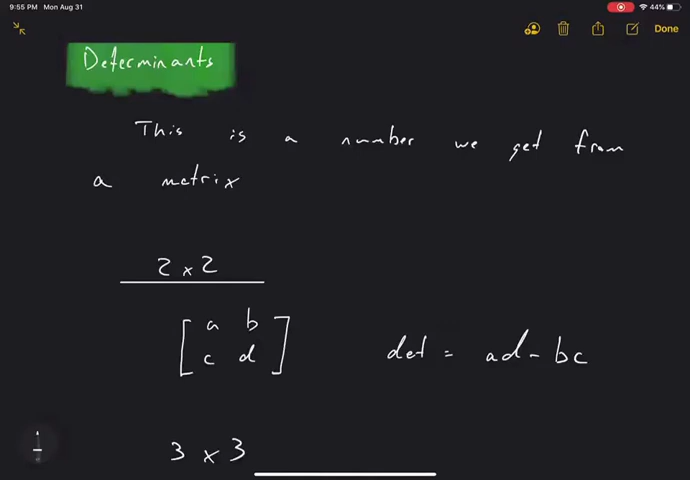 9:55 PM Mon Aug 31 44%
Done
Determinants
This is a number we get from
a matrix
2 x 2
[ a b
c d ] det = ad - bc
3 x 3